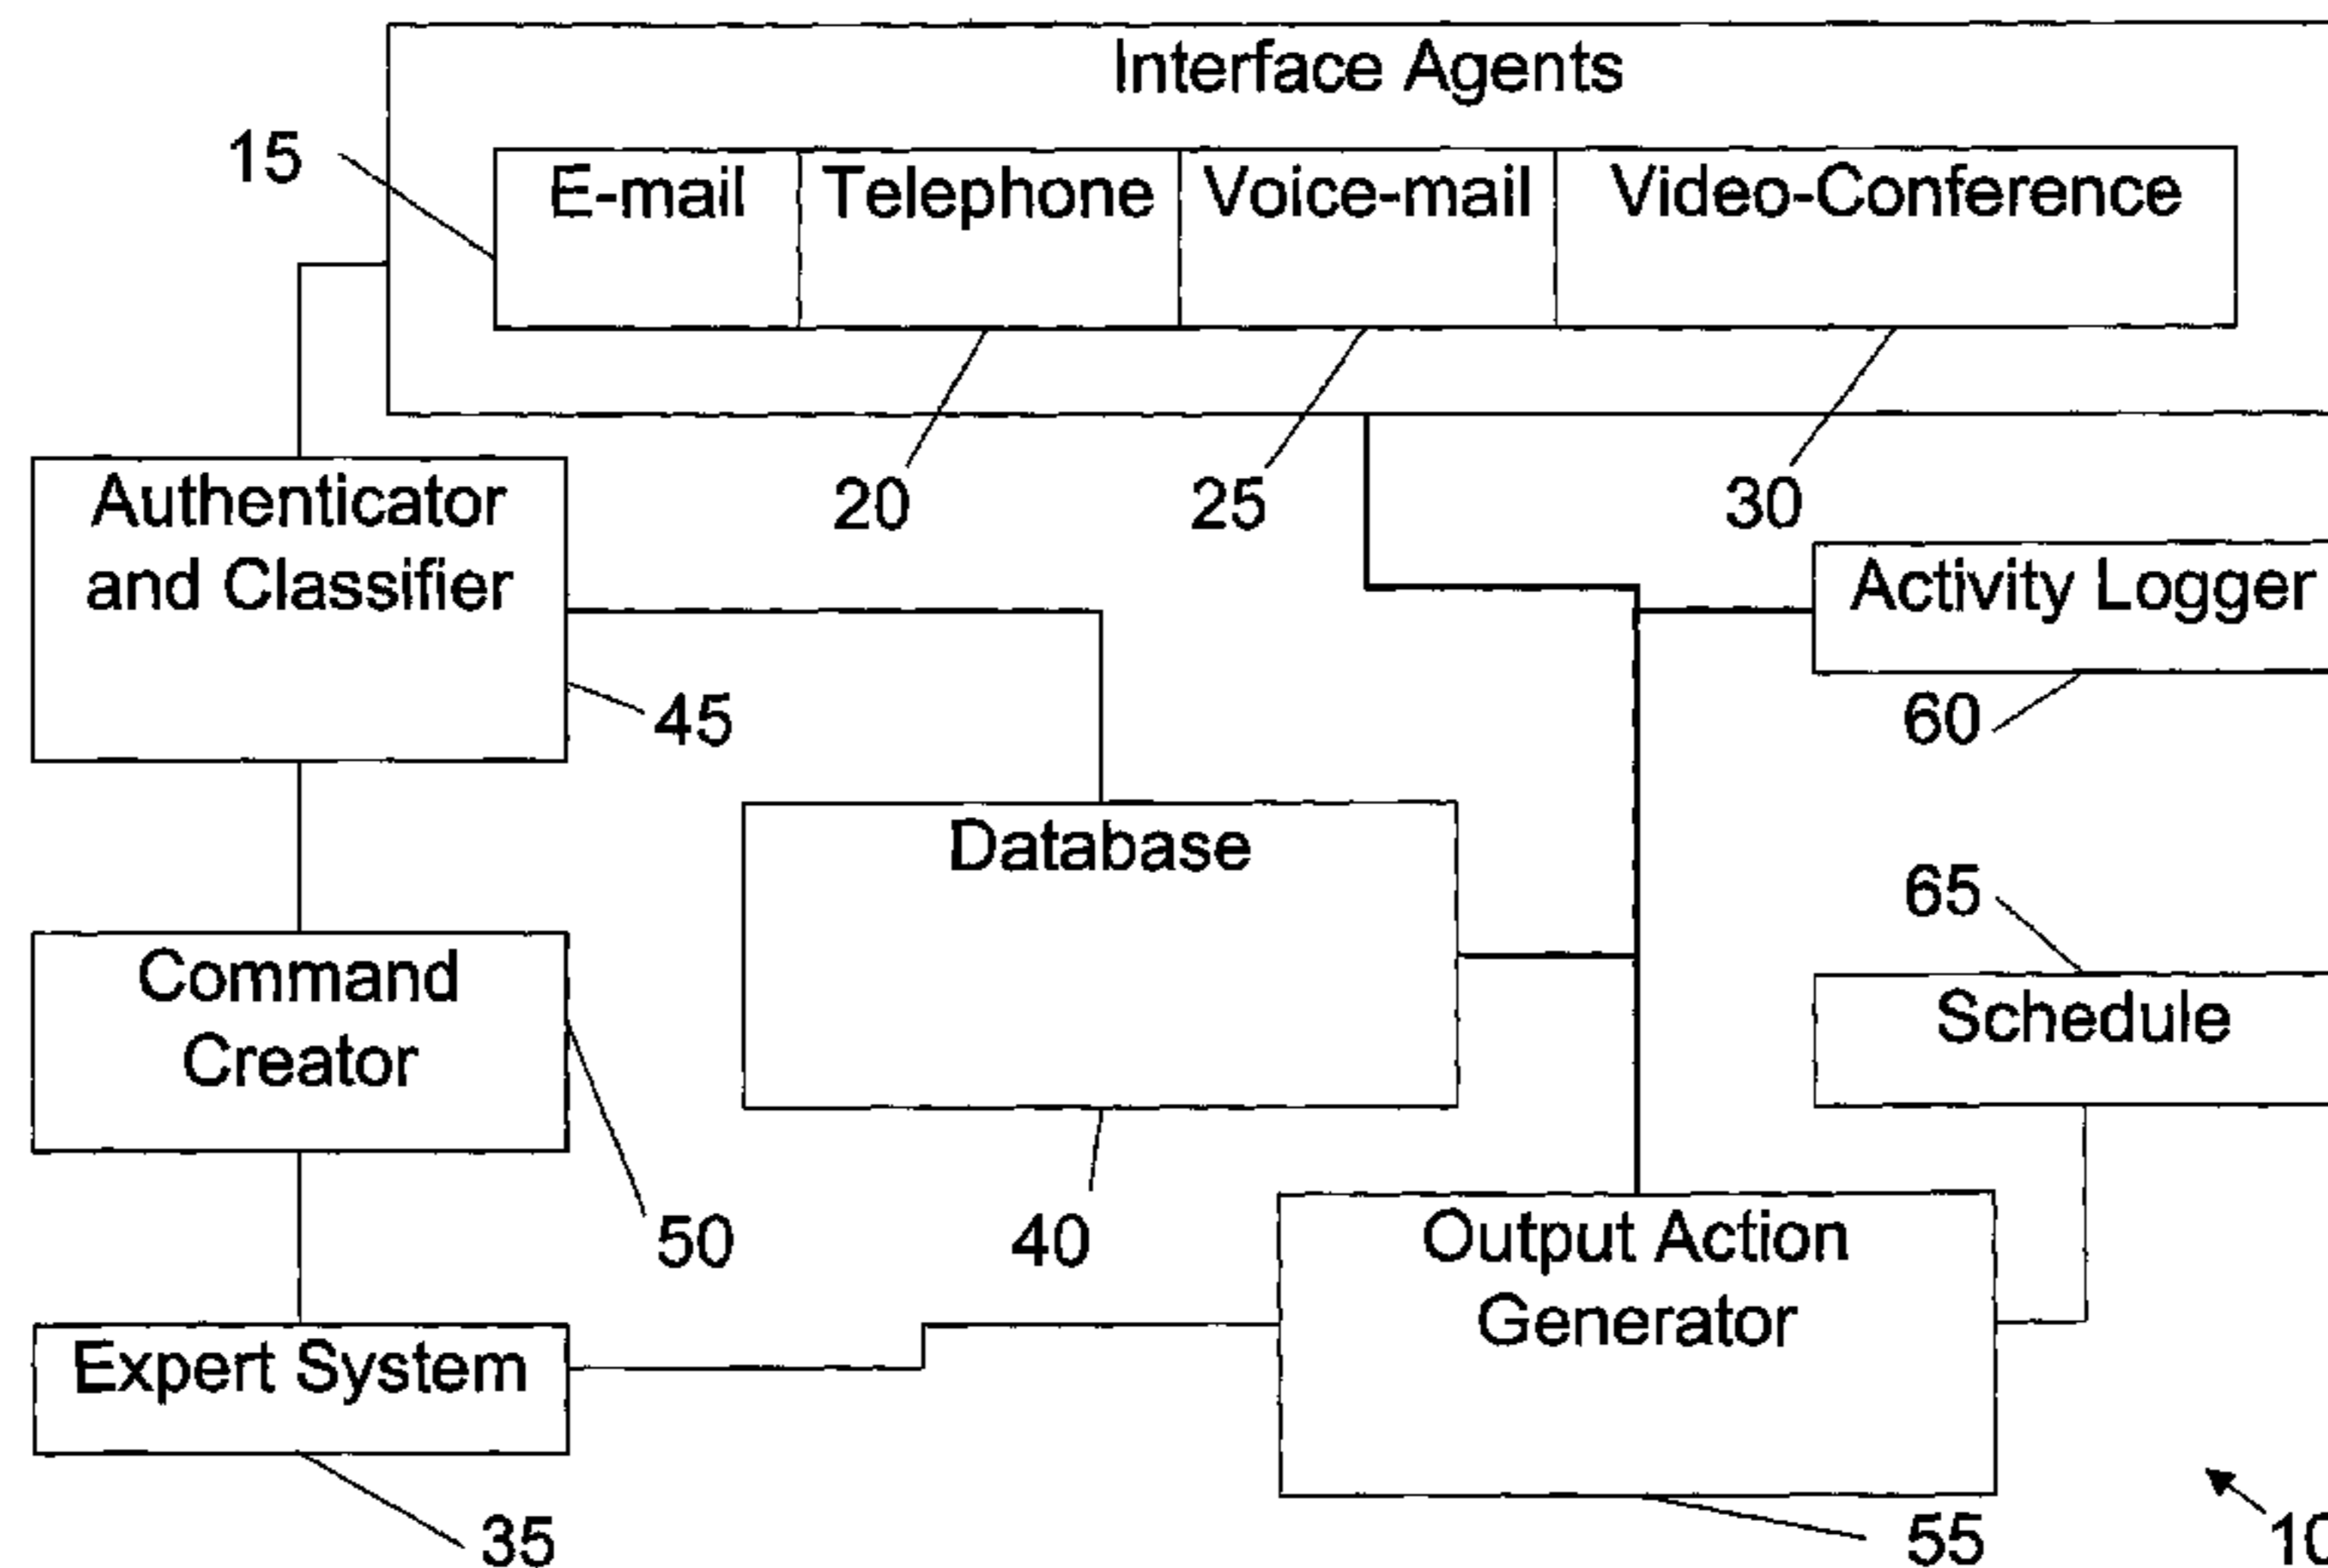 Interface Agents
15
E-mail
Telephone
Voice-mail
Video-Conference
Authenticator
and Classifier
20
25
30
Activity Logger
45
60
Database
65
Command
Creator
Schedule
50
40
Output Action
Generator
Expert System
35
55
10